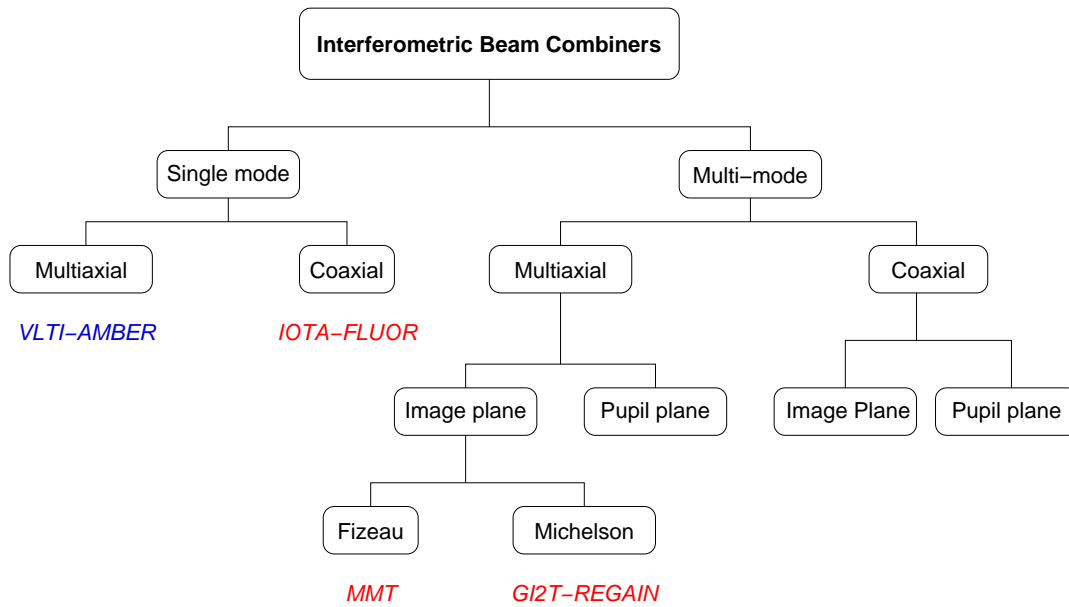 Interferometric Beam Combiners
Single mode
Multi−mode
Multiaxial
Coaxial
Multiaxial
Coaxial
VLTI−AMBER
IOTA−FLUOR
Image plane
Pupil plane
Image Plane
Pupil plane
Fizeau
Michelson
MMT
GI2T−REGAIN